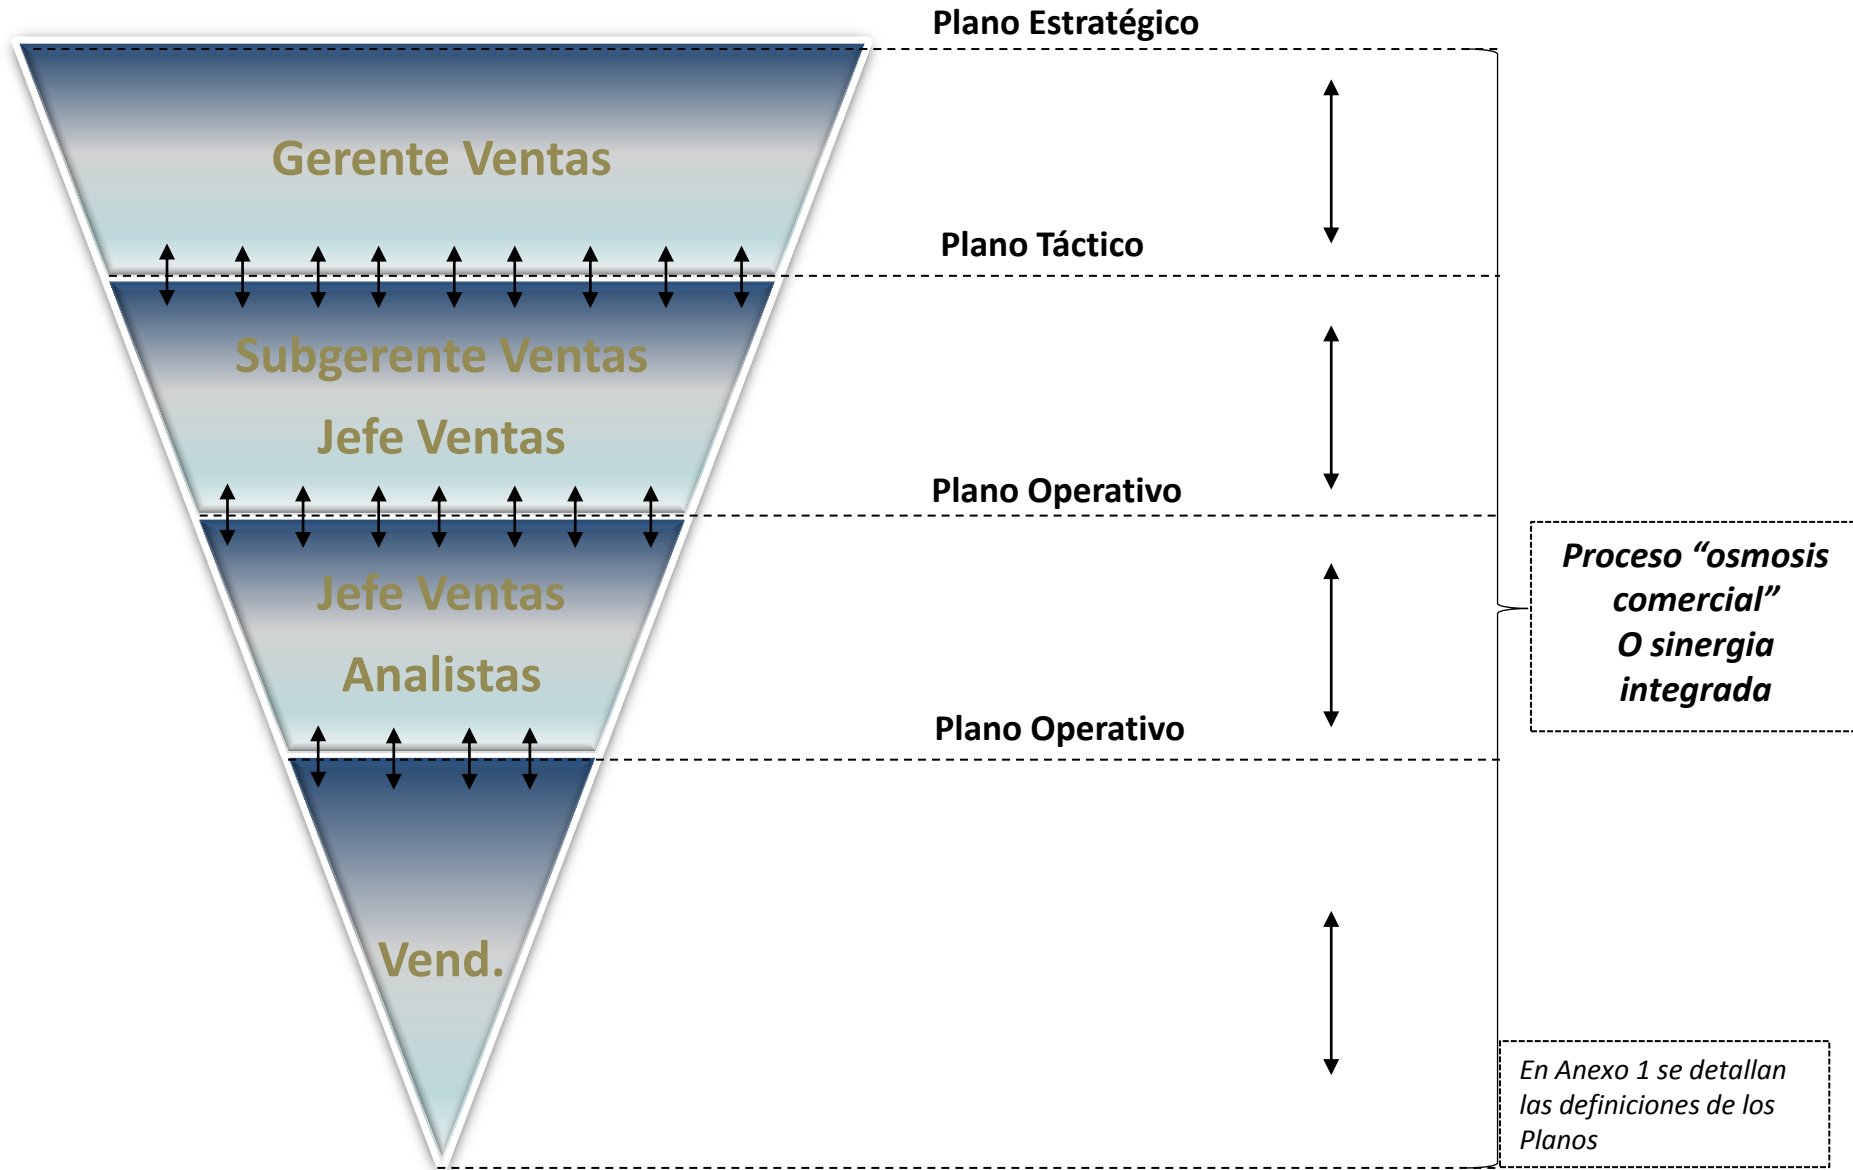 Plano Estratégico
Gerente Ventas
Plano Táctico
Subgerente Ventas
Jefe Ventas
Plano Operativo
Jefe Ventas
Analistas
Plano Operativo
Vend.
Proceso “osmosis
comercial”
O sinergia
integrada
En Anexo 1 se detallan
las definiciones de los
Planos